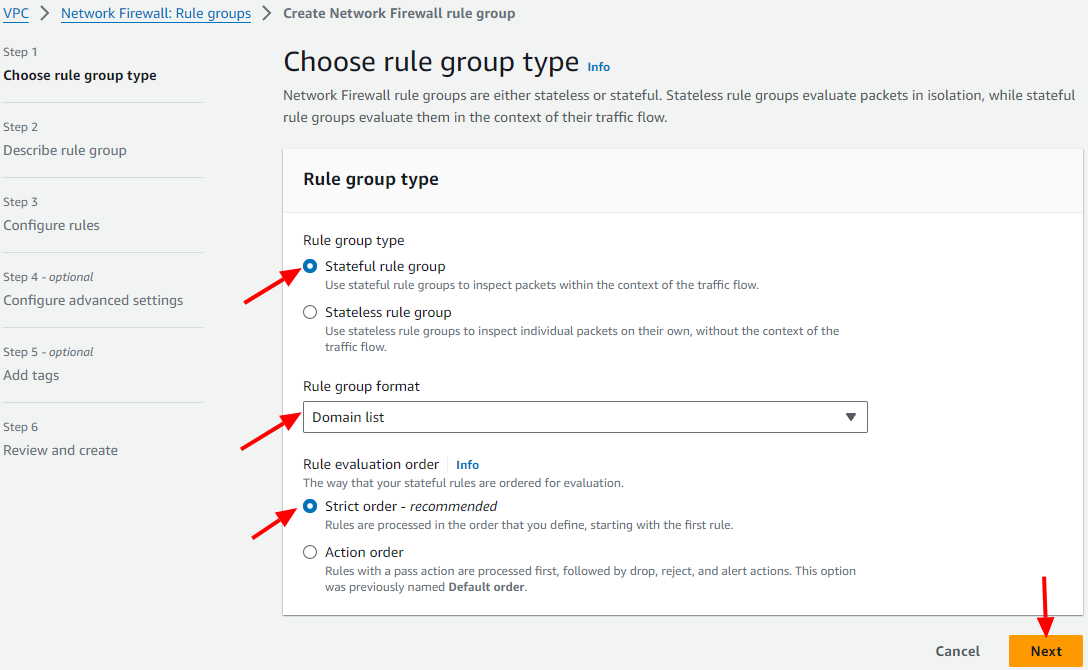 VPC > Network Firewall: Rule groups > Create Network Firewall rule group
Step 1
Choose rule group type
Step 2
Describe rule group
Step 3
Configure rules
Step 4 - optional
Configure advanced settings
Step 5 - optional
Add tags
Step 6
Review and create
Choose rule group type Info
Network Firewall rule groups are either stateless or stateful. Stateless rule groups evaluate packets in isolation, while stateful
rule groups evaluate them in the context of their traffic flow.
Rule group type
Rule group type
Stateful rule group
Use stateful rule groups to inspect packets within the context of the traffic flow.
Stateless rule group
Use stateless rule groups to inspect individual packets on their own, without the context of the
traffic flow.
Rule group format
Domain list
Rule evaluation order Info
The way that your stateful rules are ordered for evaluation.
Strict order - recommended
Rules are processed in the order that you define, starting with the first rule.
Action order
Rules with a pass action are processed first, followed by drop, reject, and alert actions. This option
was previously named Default order.
Cancel Next